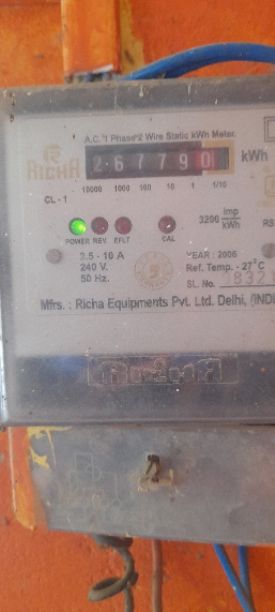 A.C. 1 Phase 2 Wire Static kWh Meter.
RICHA
267790 kWh
CL - 1
10000 1000 100 10 1 1/10
3200 imp/kWh
POWER REV. EFLT CAL
2.5 - 10 A
240 V.
50 Hz.
YEAR : 2006
Ref. Temp. - 27°C
SL. No.
Mfrs. : Richa Equipments Pvt. Ltd. Delhi,
RICHA